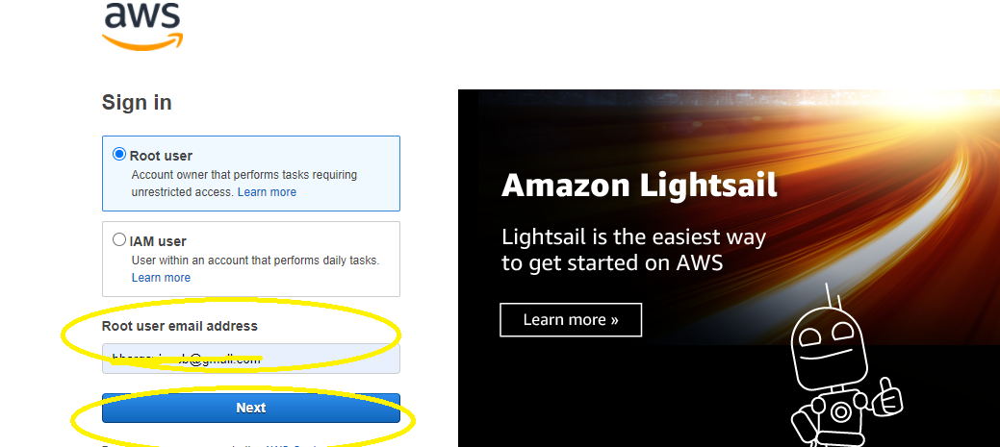 aws
Sign in
Root user
Account owner that performs tasks requiring
unrestricted access. Learn more
IAM user
User within an account that performs daily tasks.
Learn more
Root user email address
@gmail.com
Next
Amazon Lightsail
Lightsail is the easiest way
to get started on AWS
Learn more »